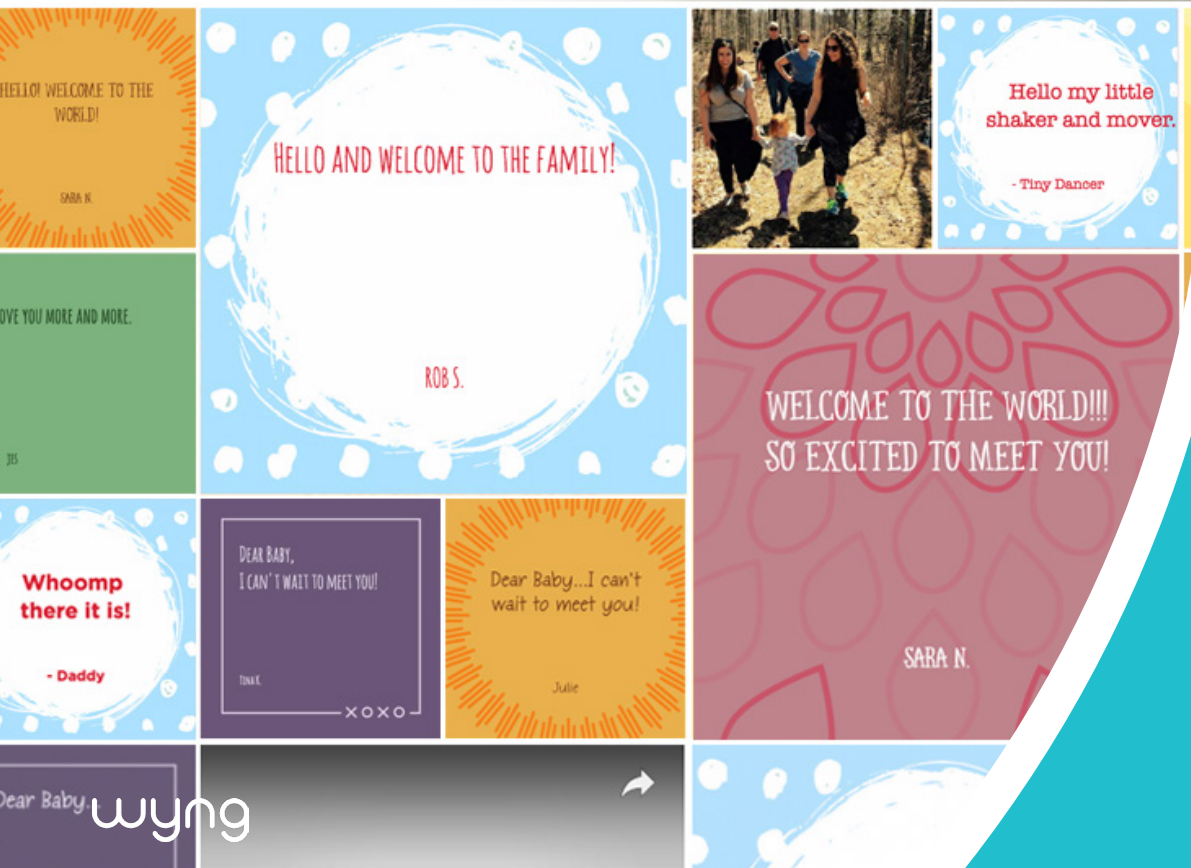 HELLO! WELCOME TO THE
WORLD!
SARA N.
HELLO AND WELCOME TO THE FAMILY!
ROB S.
Hello my little
shaker and mover.
- Tiny Dancer
OVE YOU MORE AND MORE.
JES
WELCOME TO THE WORLD!!!
SO EXCITED TO MEET YOU!
SARA N.
Whoomp
there it is!
- Daddy
DEAR BABY,
I CAN'T WAIT TO MEET YOU!
TINA K.
XOXO
Dear Baby...I can't
wait to meet you!
Julie
Dear Baby...
wyng